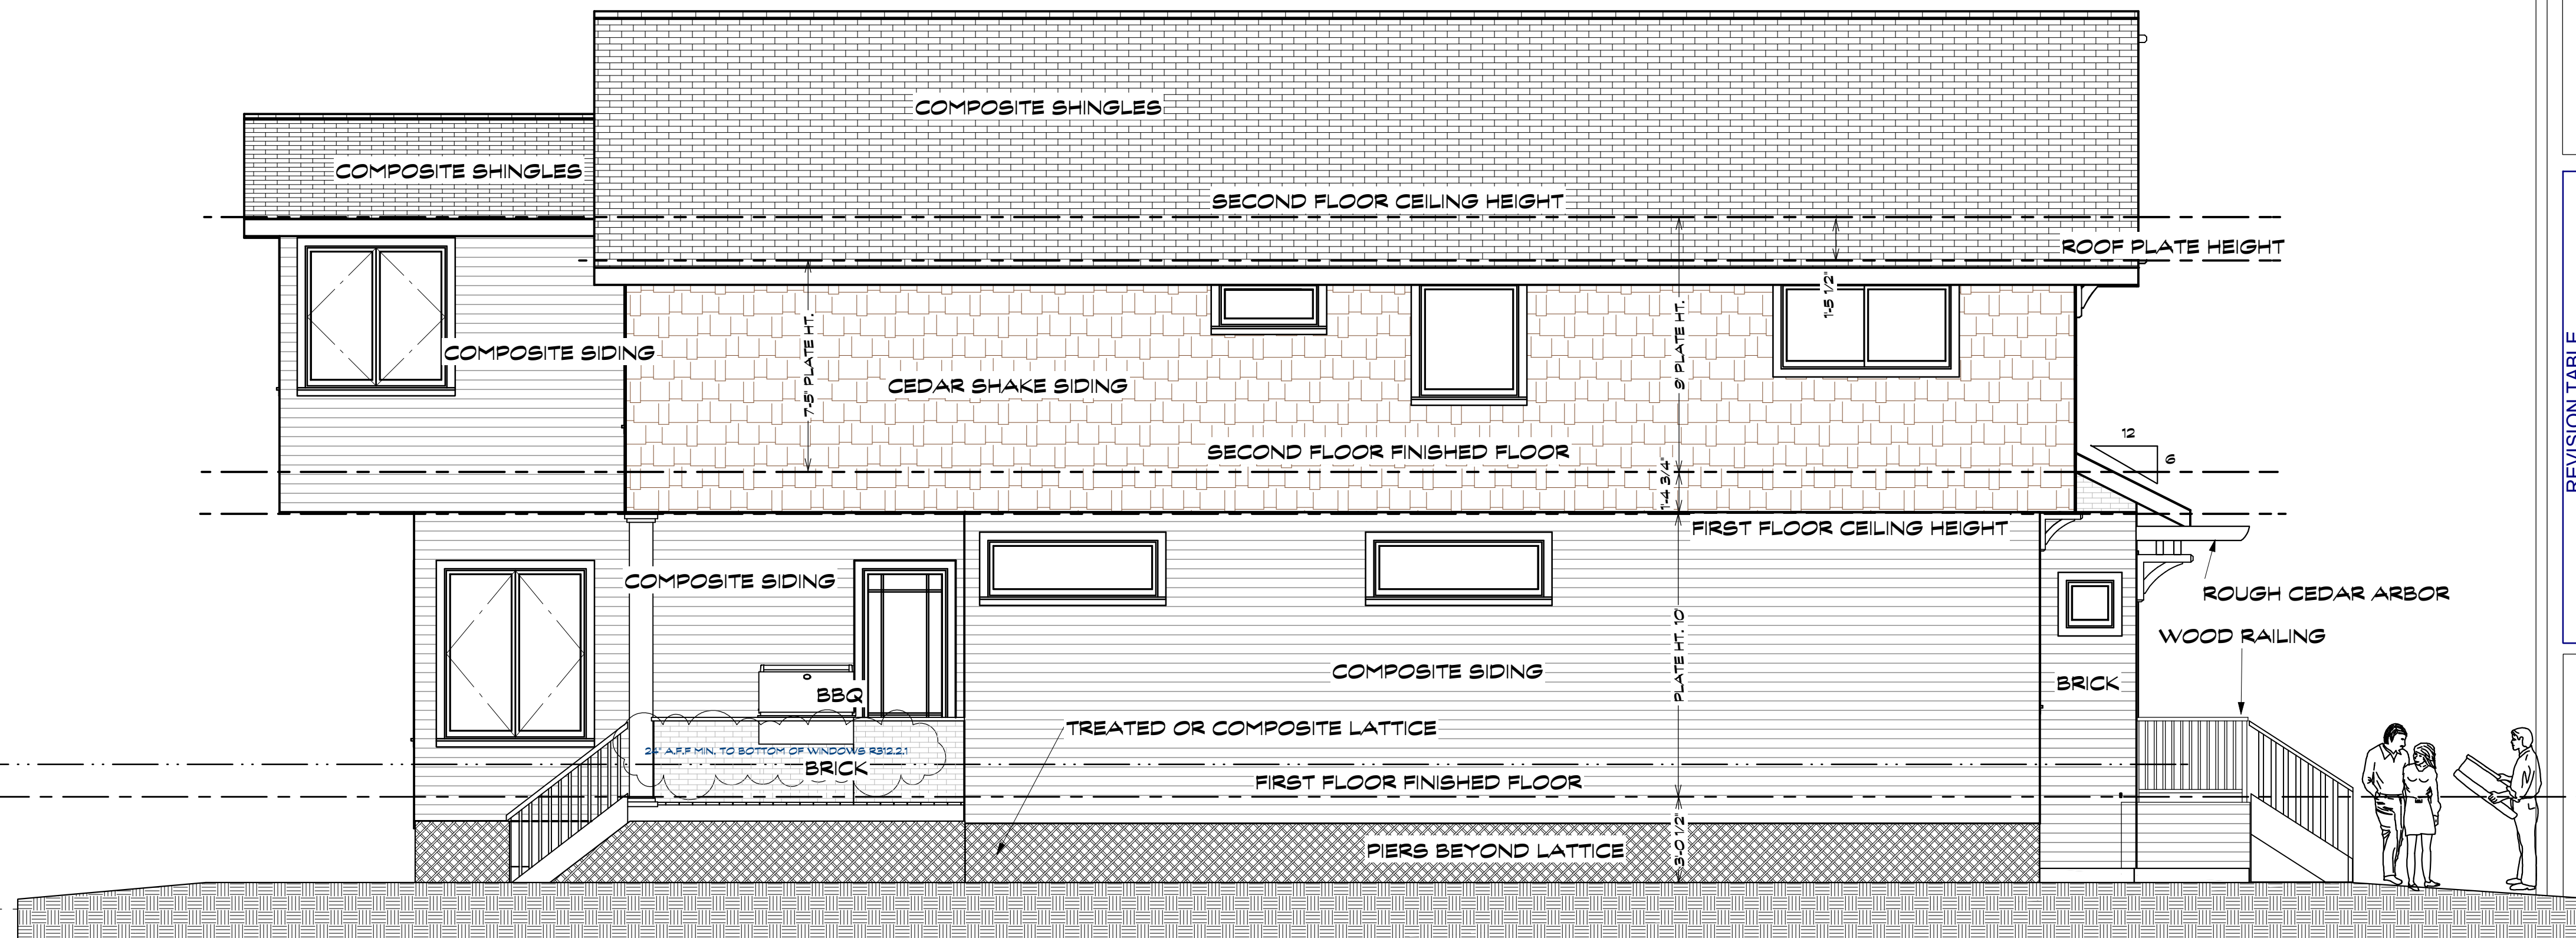 COMPOSITE SHINGLES
COMPOSITE SHINGLES
SECOND FLOOR CEILING HEIGHT
ROOF PLATE HEIGHT
1'-5 1/2"
7'-5" PLATE HT.
9' PLATE HT.
COMPOSITE SIDING
CEDAR SHAKE SIDING
REVISION TABLE
12
6
SECOND FLOOR FINISHED FLOOR
1'-4 3/4"
FIRST FLOOR CEILING HEIGHT
COMPOSITE SIDING
ROUGH CEDAR ARBOR
WOOD RAILING
PLATE HT. 10'
COMPOSITE SIDING
BRICK
BBQ
TREATED OR COMPOSITE LATTICE
24" A.F.F MIN. TO BOTTOM OF WINDOWS R312.2.1
BRICK
FIRST FLOOR FINISHED FLOOR
3'-0 1/2"
PIERS BEYOND LATTICE